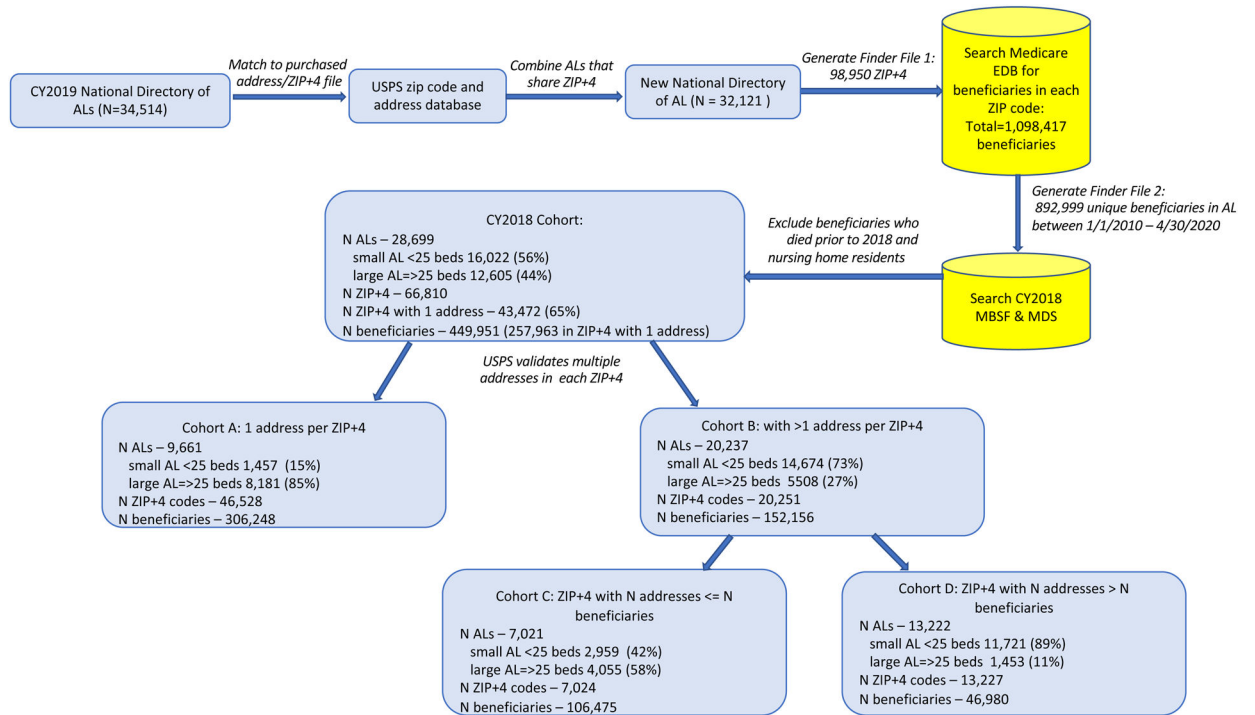 CY2019 National Directory of
ALs (N=34,514)
Match to purchased
address/ZIP+4 file
USPS zip code and
address database
Combine ALs that
share ZIP+4
New National Directory
of AL (N = 32,121 )
Generate Finder File 1:
98,950 ZIP+4
Search Medicare
EDB for
beneficiaries in each
ZIP code:
Total=1,098,417
beneficiaries
Generate Finder File 2:
892,999 unique beneficiaries in AL
between 1/1/2010 – 4/30/2020
Search CY2018
MBSF & MDS
Exclude beneficiaries who
died prior to 2018 and
nursing home residents
CY2018 Cohort:
N ALs – 28,699
small AL <25 beds 16,022 (56%)
large AL=>25 beds 12,605 (44%)
N ZIP+4 – 66,810
N ZIP+4 with 1 address – 43,472 (65%)
N beneficiaries – 449,951 (257,963 in ZIP+4 with 1 address)
USPS validates multiple
addresses in each ZIP+4
Cohort A: 1 address per ZIP+4
N ALs – 9,661
small AL <25 beds 1,457 (15%)
large AL=>25 beds 8,181 (85%)
N ZIP+4 codes – 46,528
N beneficiaries – 306,248
Cohort B: with >1 address per ZIP+4
N ALs – 20,237
small AL <25 beds 14,674 (73%)
large AL=>25 beds 5508 (27%)
N ZIP+4 codes – 20,251
N beneficiaries – 152,156
Cohort C: ZIP+4 with N addresses <= N
beneficiaries
N ALs – 7,021
small AL <25 beds 2,959 (42%)
large AL=>25 beds 4,055 (58%)
N ZIP+4 codes – 7,024
N beneficiaries – 106,475
Cohort D: ZIP+4 with N addresses > N
beneficiaries
N ALs – 13,222
small AL <25 beds 11,721 (89%)
large AL=>25 beds 1,453 (11%)
N ZIP+4 codes – 13,227
N beneficiaries – 46,980